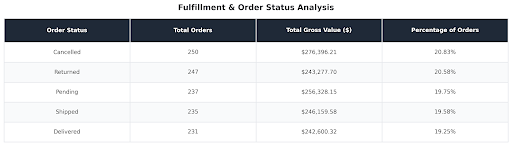 Fulfillment & Order Status Analysis
Order Status Total Orders Total Gross Value ($) Percentage of Orders
Cancelled 250 $276,396.21 20.83%
Returned 247 $243,277.70 20.58%
Pending 237 $256,328.15 19.75%
Shipped 235 $246,159.58 19.58%
Delivered 231 $242,600.32 19.25%